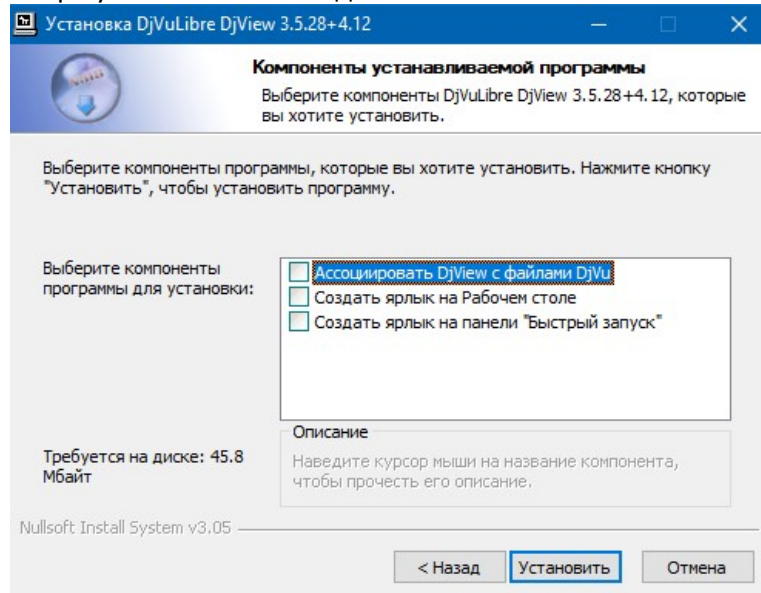 Установка DjVuLibre DjView 3.5.28+4.12
Компоненты устанавливаемой программы
Выберите компоненты DjVuLibre DjView 3.5.28+4.12, которые
вы хотите установить.
Выберите компоненты программы, которые вы хотите установить. Нажмите кнопку
"Установить", чтобы установить программу.
Выберите компоненты
программы для установки:
Ассоциировать DjView с файлами DjVu
Создать ярлык на Рабочем столе
Создать ярлык на панели "Быстрый запуск"
Требуется на диске: 45.8
Мбайт
Описание
Наведите курсор мыши на название компонента,
чтобы прочесть его описание.
Nullsoft Install System v3.05
< Назад
Установить
Отмена